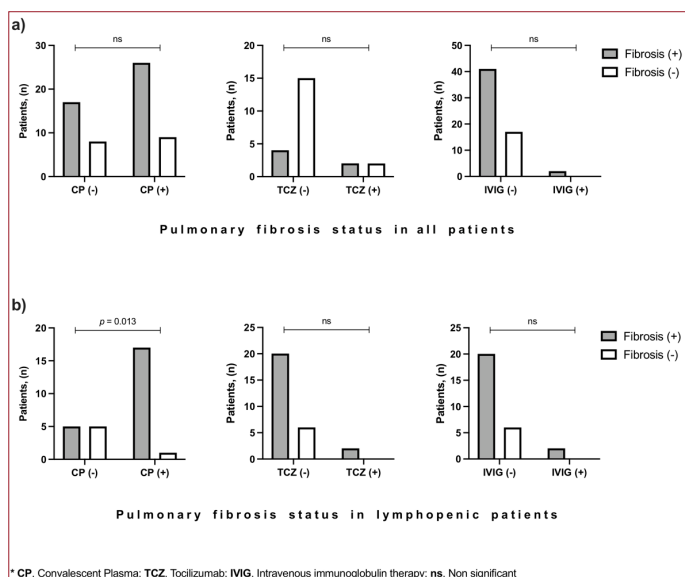 a)
ns
Patients, (n)
30
20
10
0
CP (-)
CP (+)
ns
Patients, (n)
20
15
10
5
0
TCZ (-)
TCZ (+)
ns
Patients, (n)
50
40
30
20
10
0
IVIG (-)
IVIG (+)
Fibrosis (+)
Fibrosis (-)
Pulmonary fibrosis status in all patients
b)
p = 0.013
Patients, (n)
20
15
10
5
0
CP (-)
CP (+)
ns
Patients, (n)
25
20
15
10
5
0
TCZ (-)
TCZ (+)
ns
Patients, (n)
25
20
15
10
5
0
IVIG (-)
IVIG (+)
Fibrosis (+)
Fibrosis (-)
Pulmonary fibrosis status in lymphopenic patients
* CP, Convalescent Plasma; TCZ, Tocilizumab; IVIG, Intravenous immunoglobulin therapy; ns, Non significant